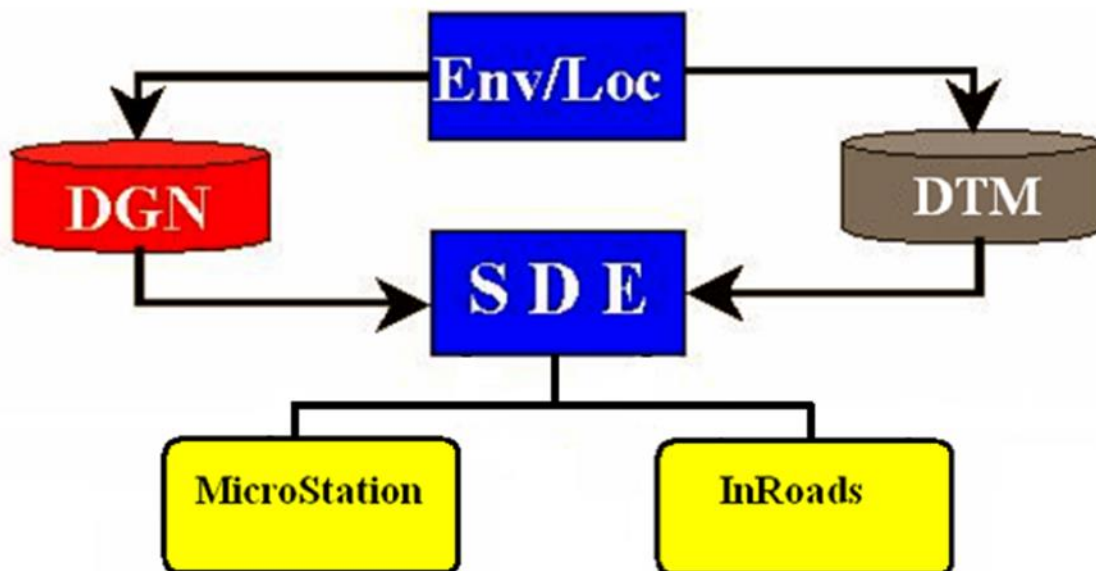 Env/Loc
DGN
DTM
S D E
MicroStation
InRoads